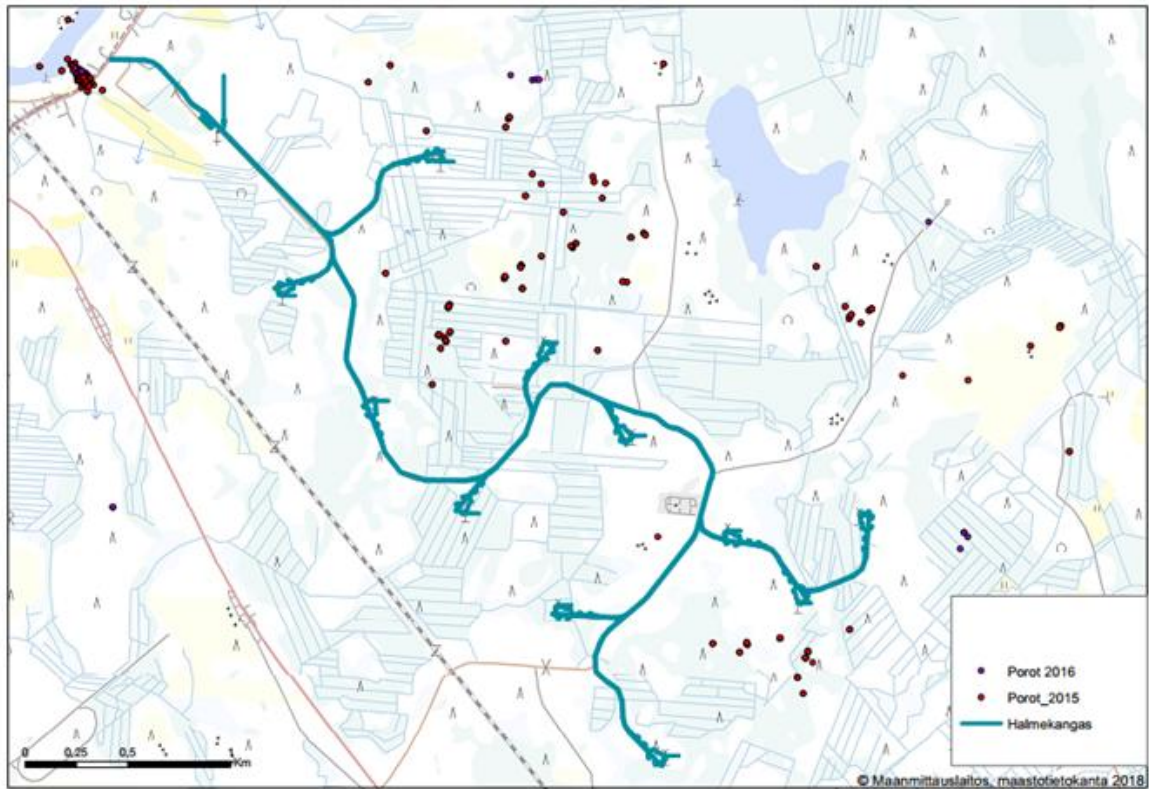 Porot 2016
Porot_2015
Halmekangas
0 0,25 0,5 1
Km
© Maanmittauslaitos, maastotietokanta 2018